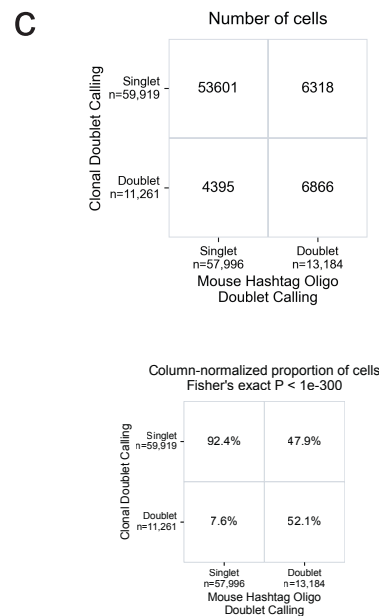 C
Number of cells
Clonal Doublet Calling
Singlet
n=59,919
53601 6318
Doublet
n=11,261
4395 6866
Singlet Doublet
n=57,996 n=13,184
Mouse Hashtag Oligo
Doublet Calling
Column-normalized proportion of cells
Fisher's exact P < 1e-300
Clonal Doublet Calling
Singlet
n=59,919
92.4% 47.9%
Doublet
n=11,261
7.6% 52.1%
Singlet Doublet
n=57,996 n=13,184
Mouse Hashtag Oligo
Doublet Calling